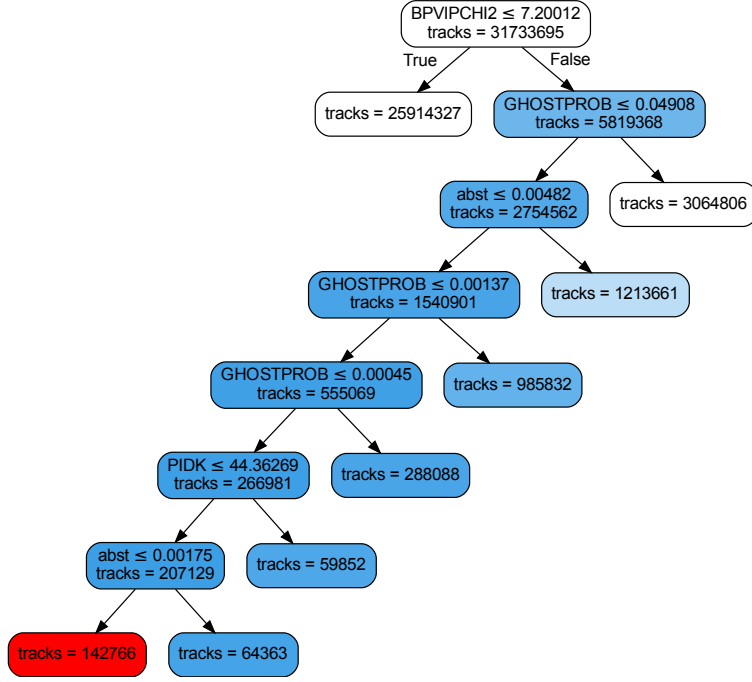 BPVIPCHI2 ≤ 7.20012
tracks = 31733695
True
False
tracks = 25914327
GHOSTPROB ≤ 0.04908
tracks = 5819368
abst ≤ 0.00482
tracks = 2754562
tracks = 3064806
GHOSTPROB ≤ 0.00137
tracks = 1540901
tracks = 1213661
GHOSTPROB ≤ 0.00045
tracks = 555069
tracks = 985832
PIDK ≤ 44.36269
tracks = 266981
tracks = 288088
abst ≤ 0.00175
tracks = 207129
tracks = 59852
tracks = 142766
tracks = 64363